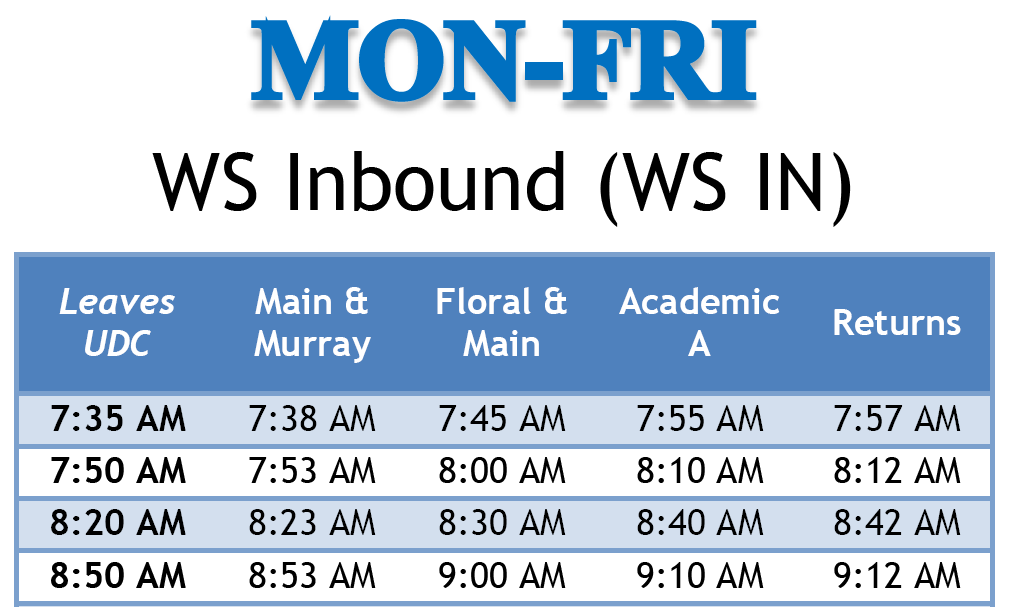 MON-FRI
WS Inbound (WS IN)
Leaves UDC Main & Murray Floral & Main Academic A Returns
7:35 AM 7:38 AM 7:45 AM 7:55 AM 7:57 AM
7:50 AM 7:53 AM 8:00 AM 8:10 AM 8:12 AM
8:20 AM 8:23 AM 8:30 AM 8:40 AM 8:42 AM
8:50 AM 8:53 AM 9:00 AM 9:10 AM 9:12 AM